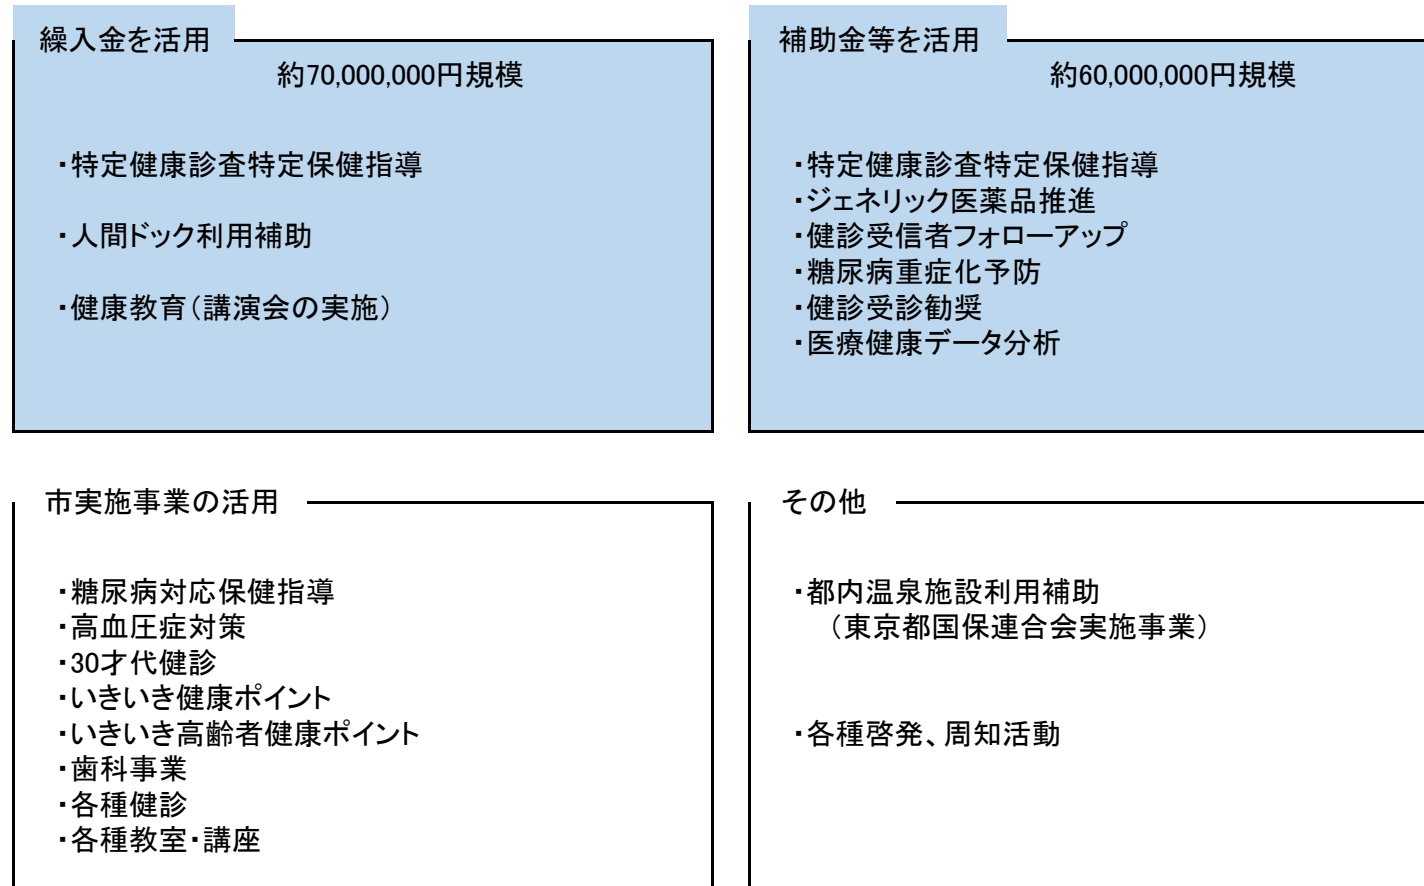 繰入金を活用
約70,000,000円規模
・特定健康診査特定保健指導
・人間ドック利用補助
・健康教育（講演会の実施）
補助金等を活用
約60,000,000円規模
・特定健康診査特定保健指導
・ジェネリック医薬品推進
・健診受信者フォローアップ
・糖尿病重症化予防
・健診受診勧奨
・医療健康データ分析
市実施事業の活用
・糖尿病対応保健指導
・高血圧症対策
・30才代健診
・いきいき健康ポイント
・いきいき高齢者健康ポイント
・歯科事業
・各種健診
・各種教室・講座
その他
・都内温泉施設利用補助
（東京都国保連合会実施事業）
・各種啓発、周知活動